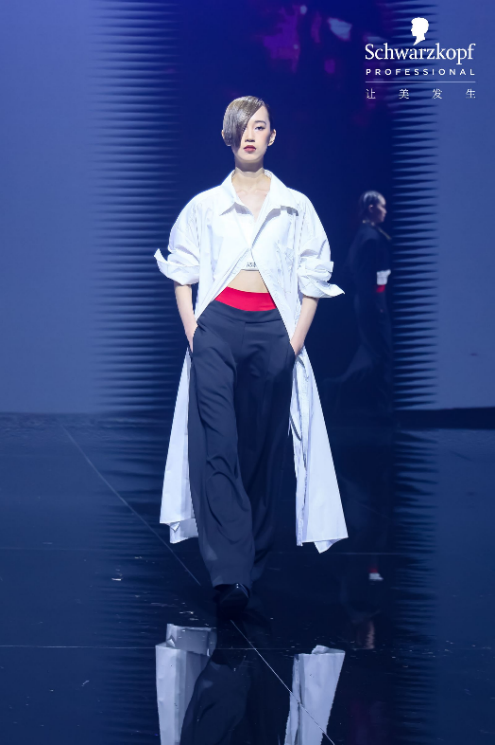 Schwarzkopf
PROFESSIONAL
让美发生